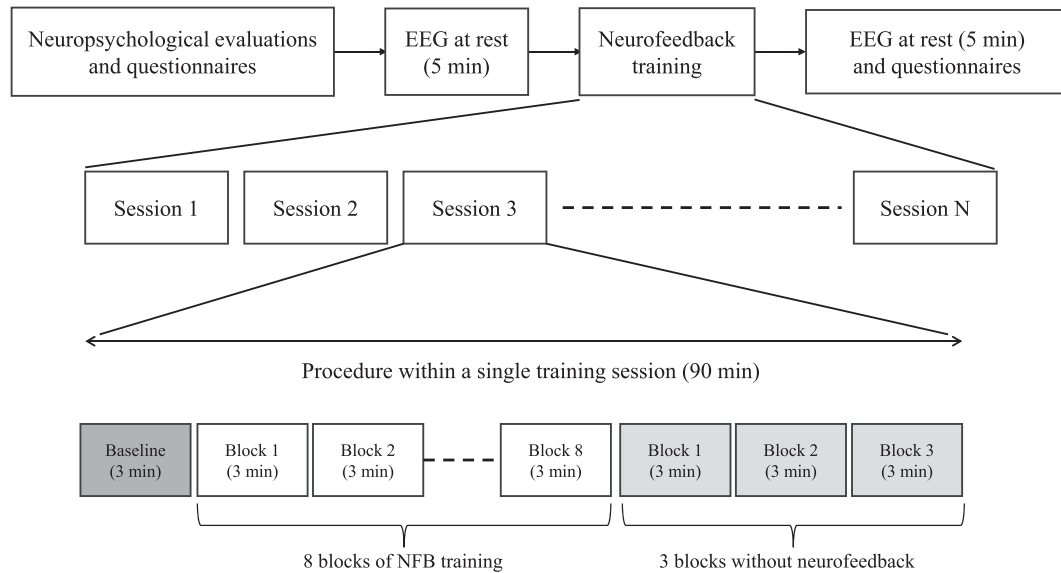 Neuropsychological evaluations
and questionnaires
EEG at rest
(5 min)
Neurofeedback
training
EEG at rest (5 min)
and questionnaires
Session 1
Session 2
Session 3
Session N
Procedure within a single training session (90 min)
Baseline
(3 min)
Block 1
(3 min)
Block 2
(3 min)
Block 8
(3 min)
Block 1
(3 min)
Block 2
(3 min)
Block 3
(3 min)
8 blocks of NFB training
3 blocks without neurofeedback